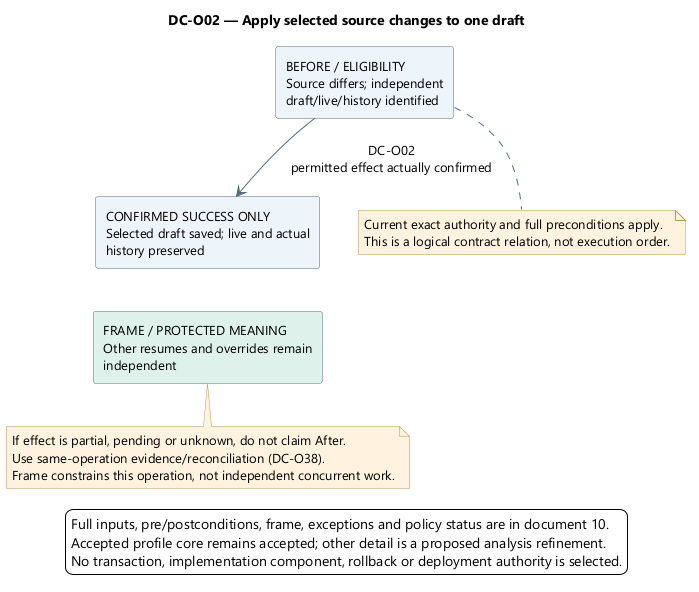 DC-O02 — Apply selected source changes to one draft
BEFORE / ELIGIBILITY
Source differs; independent
draft/live/history identified
DC-O02
permitted effect actually confirmed
CONFIRMED SUCCESS ONLY
Selected draft saved; live and actual
history preserved
Current exact authority and full preconditions apply.
This is a logical contract relation, not execution order.
FRAME / PROTECTED MEANING
Other resumes and overrides remain
independent
If effect is partial, pending or unknown, do not claim After.
Use same-operation evidence/reconciliation (DC-O38).
Frame constrains this operation, not independent concurrent work.
Full inputs, pre/postconditions, frame, exceptions and policy status are in document 10.
Accepted profile core remains accepted; other detail is a proposed analysis refinement.
No transaction, implementation component, rollback or deployment authority is selected.